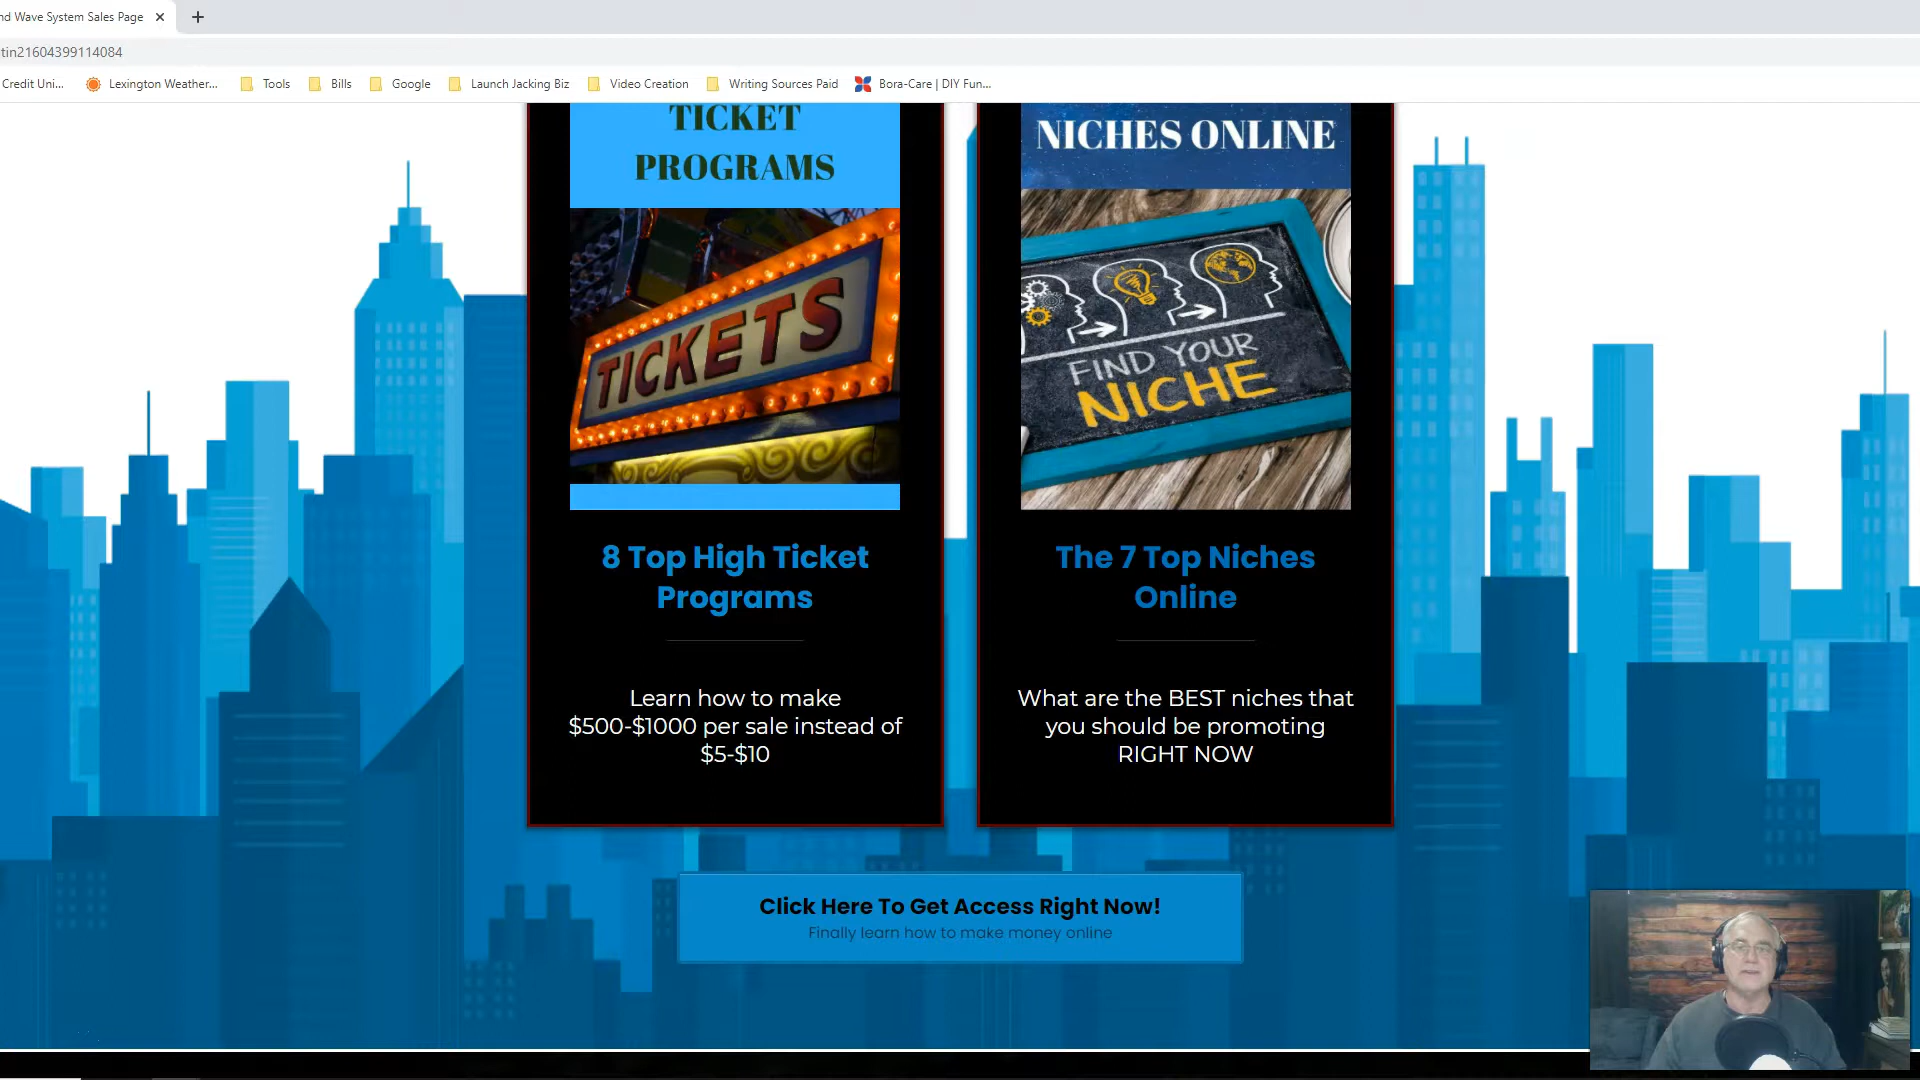 nd Wave System Sales Page
tin21604399114084
Credit Uni...
Lexington Weather...
Tools
Bills
Google
Launch Jacking Biz
Video Creation
Writing Sources Paid
Bora-Care | DIY Fun...
TICKET
PROGRAMS
TICKETS
8 Top High Ticket
Programs
Learn how to make
$500-$1000 per sale instead of
$5-$10
NICHES ONLINE
FIND YOUR
NICHE
The 7 Top Niches
Online
What are the BEST niches that
you should be promoting
RIGHT NOW
Click Here To Get Access Right Now!
Finally learn how to make money online